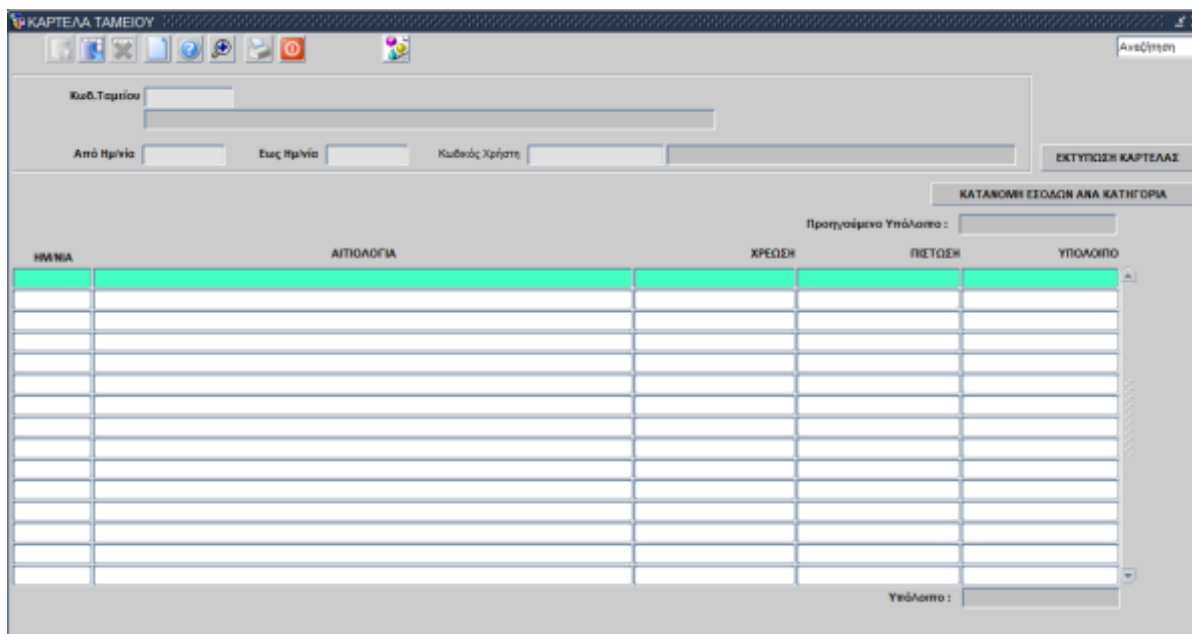 ΚΑΡΤΕΛΑ ΤΑΜΕΙΟΥ
Αναζήτηση
Κωδ.Ταμείου
Από Ημ/νία Εως Ημ/νία Κωδικός Χρήστη
ΕΚΤΥΠΩΣΗ ΚΑΡΤΕΛΑΣ
ΚΑΤΑΝΟΜΗ ΕΣΟΔΩΝ ΑΝΑ ΚΑΤΗΓΟΡΙΑ
Προηγούμενο Υπόλοιπο :
ΗΜ/ΝΙΑ ΑΙΤΙΟΛΟΓΙΑ ΧΡΕΩΣΗ ΠΙΣΤΩΣΗ ΥΠΟΛΟΙΠΟ
Υπόλοιπο :